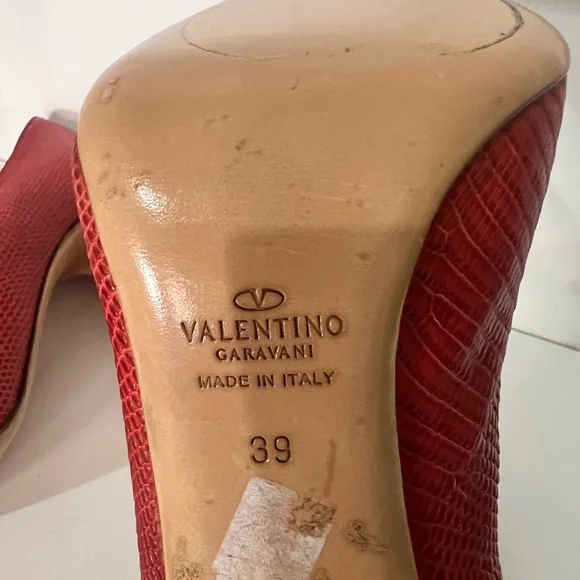 VALENTINO
GARAVANI
MADE IN ITALY
39